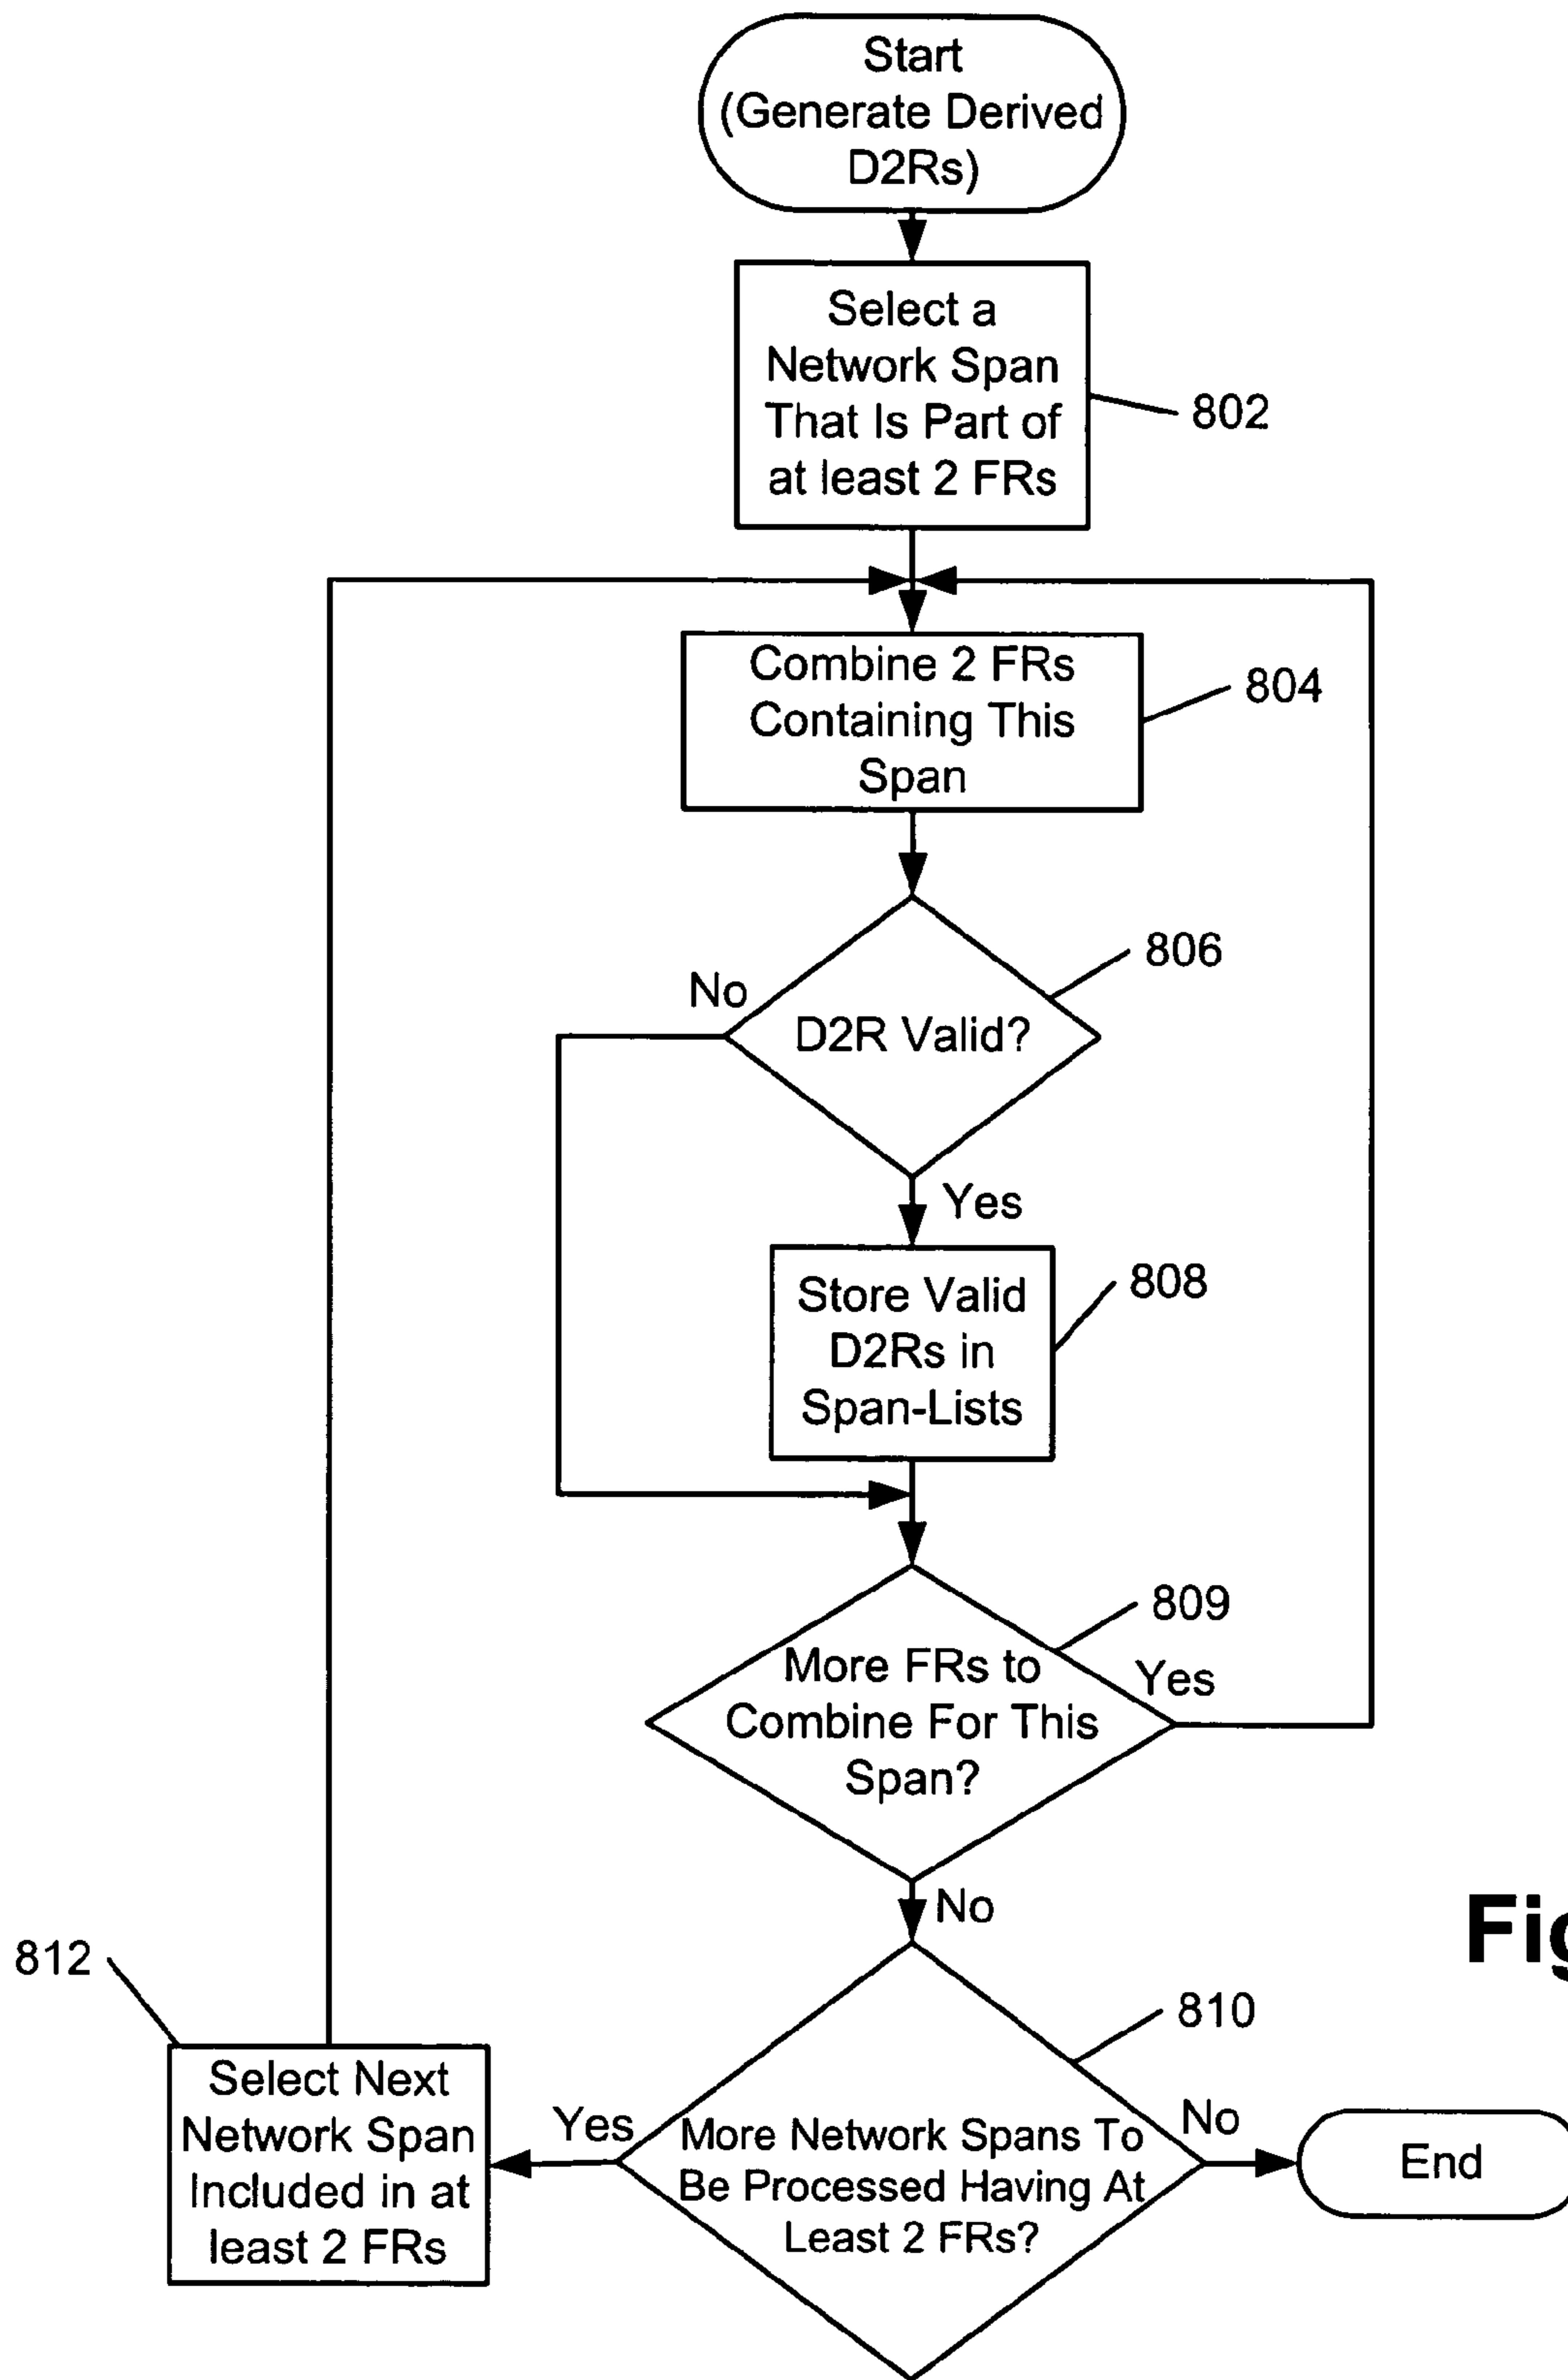 Start
(Generate Derived
D2Rs)
Select a
Network Span
That Is Part of
at least 2 FRs
802
Combine 2 FRs
Containing This
Span
804
806
No
D2R Valid?
Yes
Store Valid
D2Rs in
Span-Lists
808
809
More FRs to
Combine For This
Span?
Yes
No
812
810
Select Next
Network Span
Included in at
least 2 FRs
Yes
More Network Spans To
Be Processed Having At
Least 2 FRs?
No
End